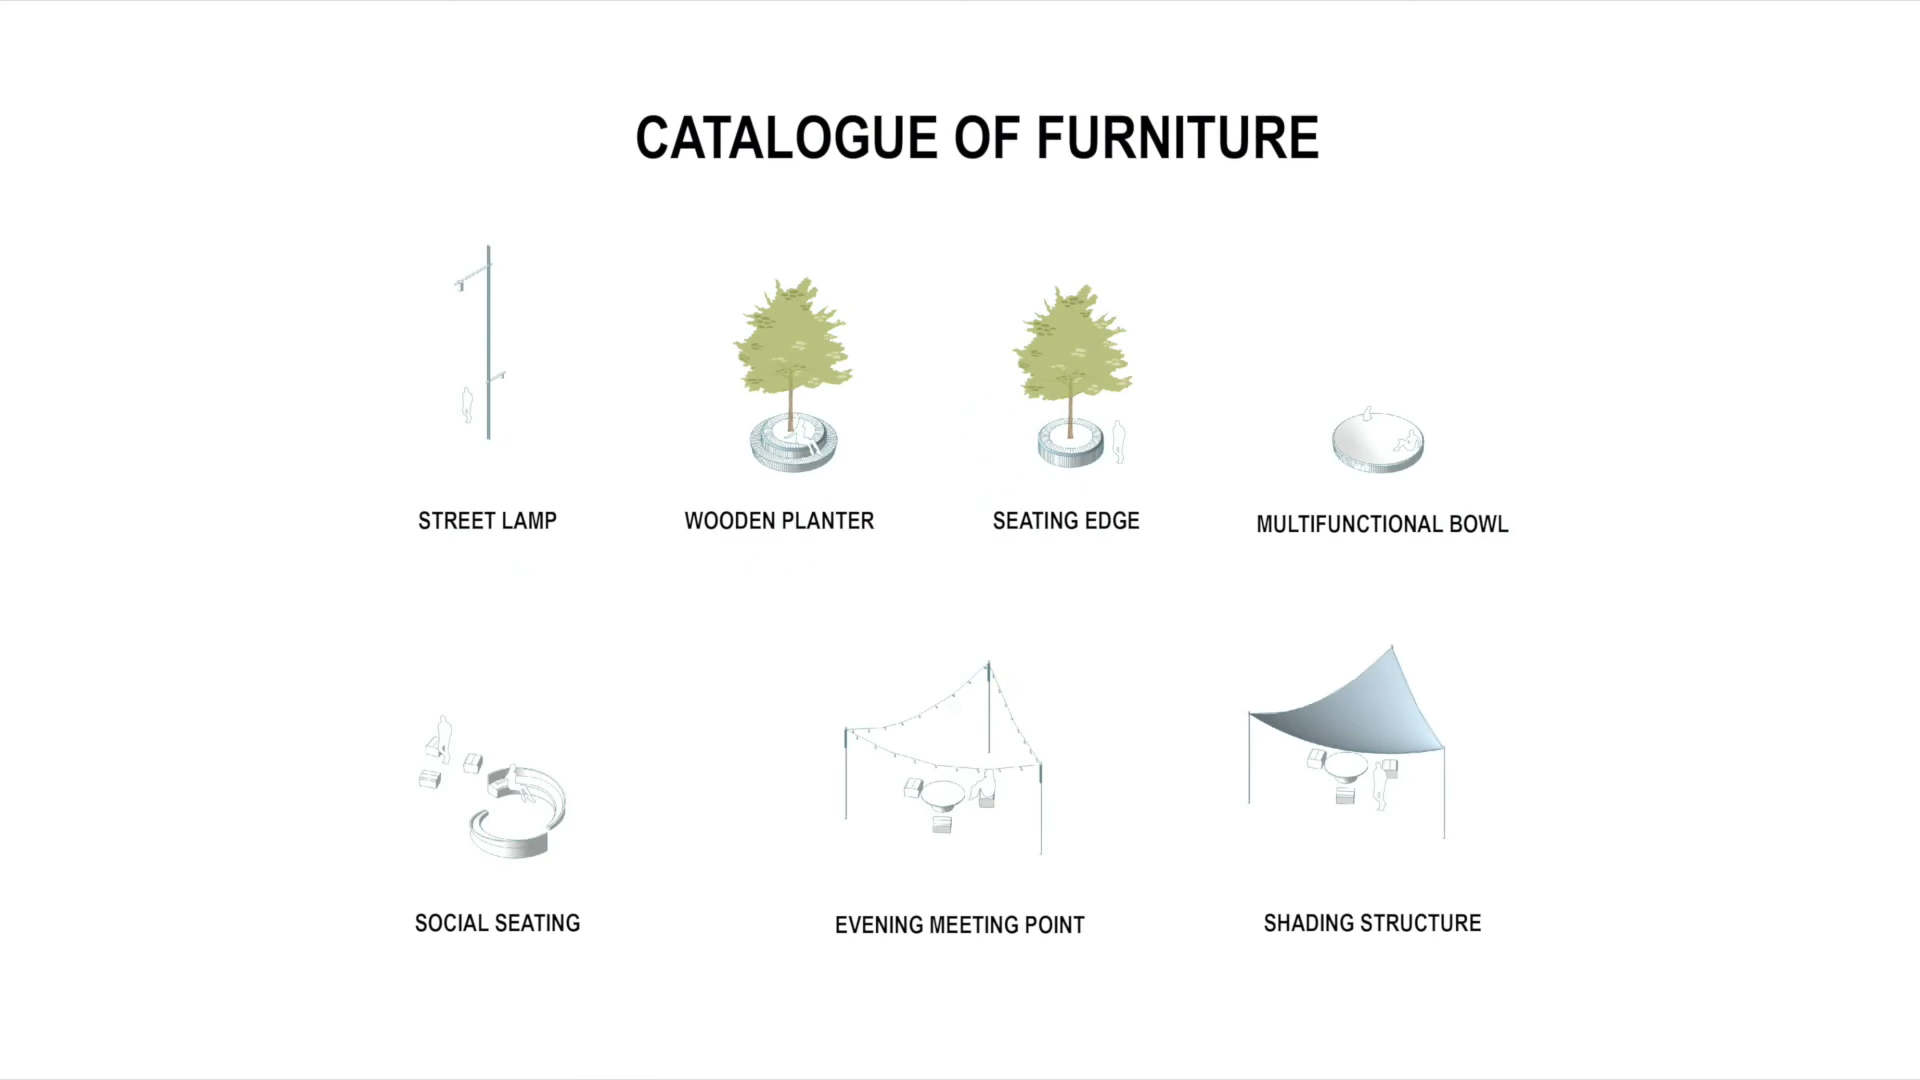 CATALOGUE OF FURNITURE
STREET LAMP
WOODEN PLANTER
SEATING EDGE
MULTIFUNCTIONAL BOWL
SOCIAL SEATING
EVENING MEETING POINT
SHADING STRUCTURE